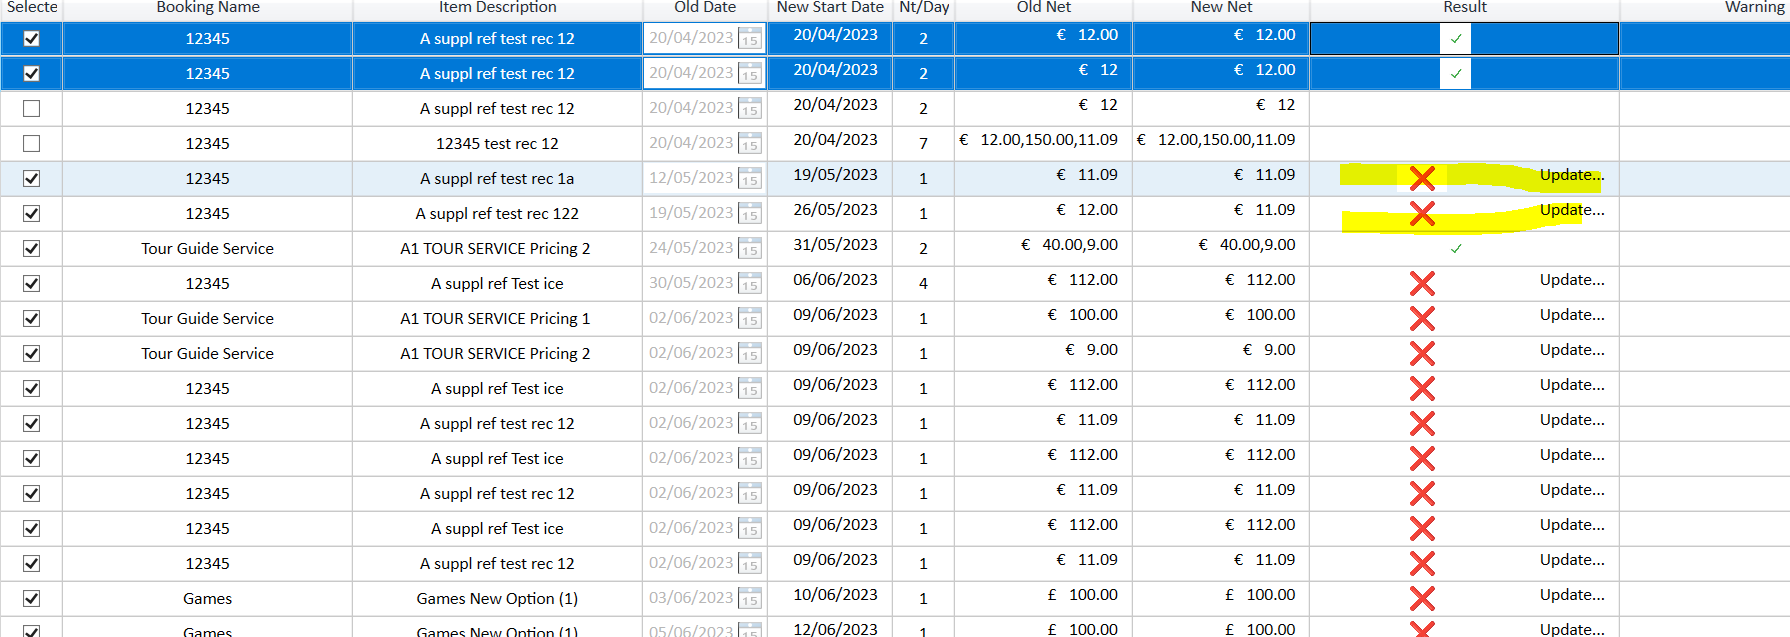 Selecte Booking Name Item Description Old Date New Start Date Nt/Day Old Net New Net Result Warning
12345 A suppl ref test rec 12 20/04/2023 15 20/04/2023 2 € 12.00 € 12.00
12345 A suppl ref test rec 12 20/04/2023 15 20/04/2023 2 € 12 € 12.00
12345 A suppl ref test rec 12 20/04/2023 15 20/04/2023 2 € 12 € 12
12345 12345 test rec 12 20/04/2023 15 20/04/2023 7 € 12.00,150.00,11.09 € 12.00,150.00,11.09
12345 A suppl ref test rec 1a 12/05/2023 15 19/05/2023 1 € 11.09 € 11.09 Update...
12345 A suppl ref test rec 122 19/05/2023 15 26/05/2023 1 € 12.00 € 11.09 Update...
Tour Guide Service A1 TOUR SERVICE Pricing 2 24/05/2023 15 31/05/2023 2 € 40.00,9.00 € 40.00,9.00
12345 A suppl ref Test ice 30/05/2023 15 06/06/2023 4 € 112.00 € 112.00 Update...
Tour Guide Service A1 TOUR SERVICE Pricing 1 02/06/2023 15 09/06/2023 1 € 100.00 € 100.00 Update...
Tour Guide Service A1 TOUR SERVICE Pricing 2 02/06/2023 15 09/06/2023 1 € 9.00 € 9.00 Update...
12345 A suppl ref Test ice 02/06/2023 15 09/06/2023 1 € 112.00 € 112.00 Update...
12345 A suppl ref test rec 12 02/06/2023 15 09/06/2023 1 € 11.09 € 11.09 Update...
12345 A suppl ref Test ice 02/06/2023 15 09/06/2023 1 € 112.00 € 112.00 Update...
12345 A suppl ref test rec 12 02/06/2023 15 09/06/2023 1 € 11.09 € 11.09 Update...
12345 A suppl ref Test ice 02/06/2023 15 09/06/2023 1 € 112.00 € 112.00 Update...
12345 A suppl ref test rec 12 02/06/2023 15 09/06/2023 1 € 11.09 € 11.09 Update...
Games Games New Option (1) 03/06/2023 15 10/06/2023 1 £ 100.00 £ 100.00 Update...
Games Games New Option (1) 05/06/2023 15 12/06/2023 1 £ 100.00 £ 100.00 Update...